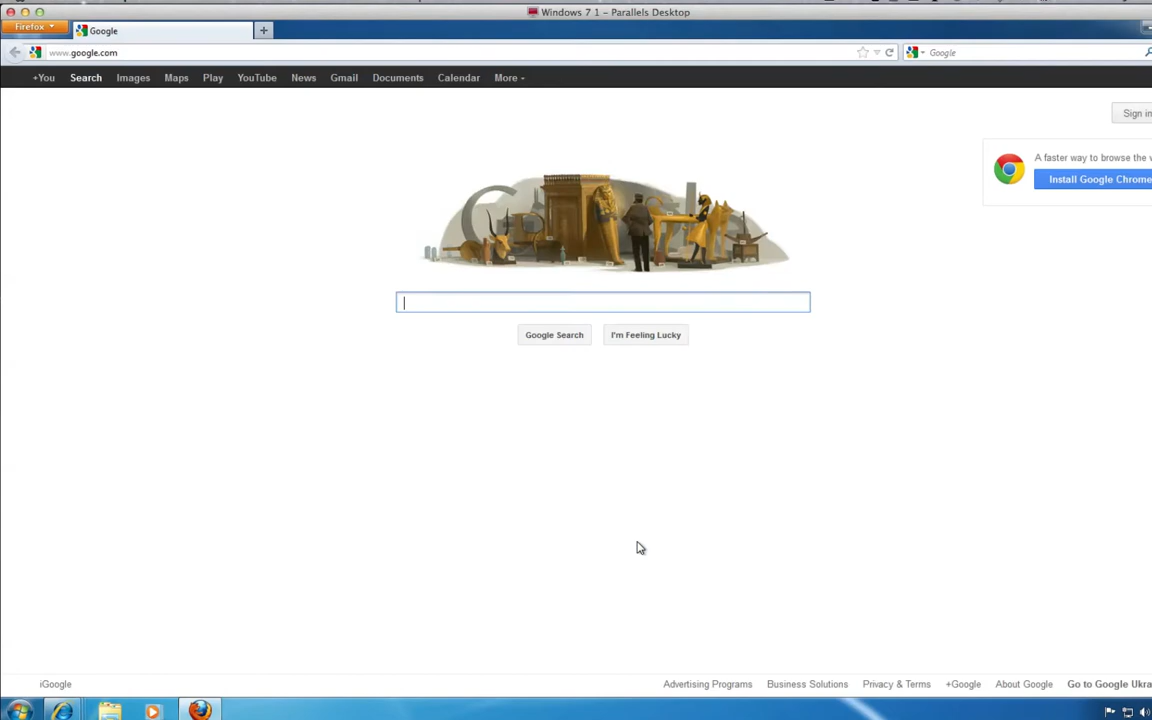 Windows 7 1 – Parallels Desktop
Firefox
Google
www.google.com
Google
+You Search Images Maps Play YouTube News Gmail Documents Calendar More
Sign in
A faster way to browse the
Install Google Chrome
Google Search I'm Feeling Lucky
iGoogle Advertising Programs Business Solutions Privacy & Terms +Google About Google Go to Google Ukra